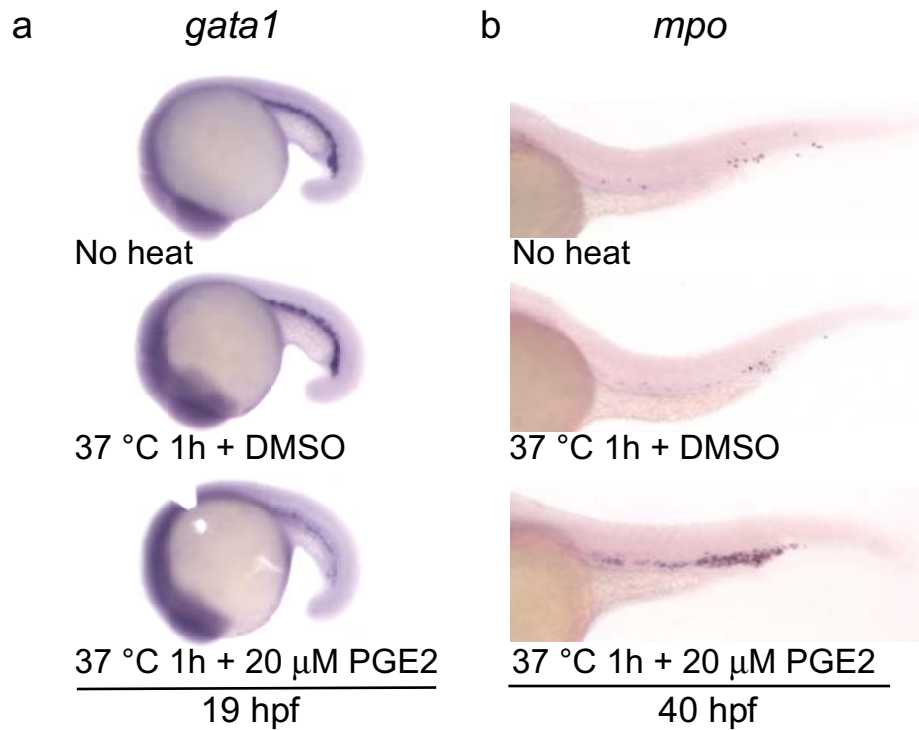 a gata1
No heat
37 °C 1h + DMSO
37 °C 1h + 20 μM PGE2
19 hpf
b mpo
No heat
37 °C 1h + DMSO
37 °C 1h + 20 μM PGE2
40 hpf